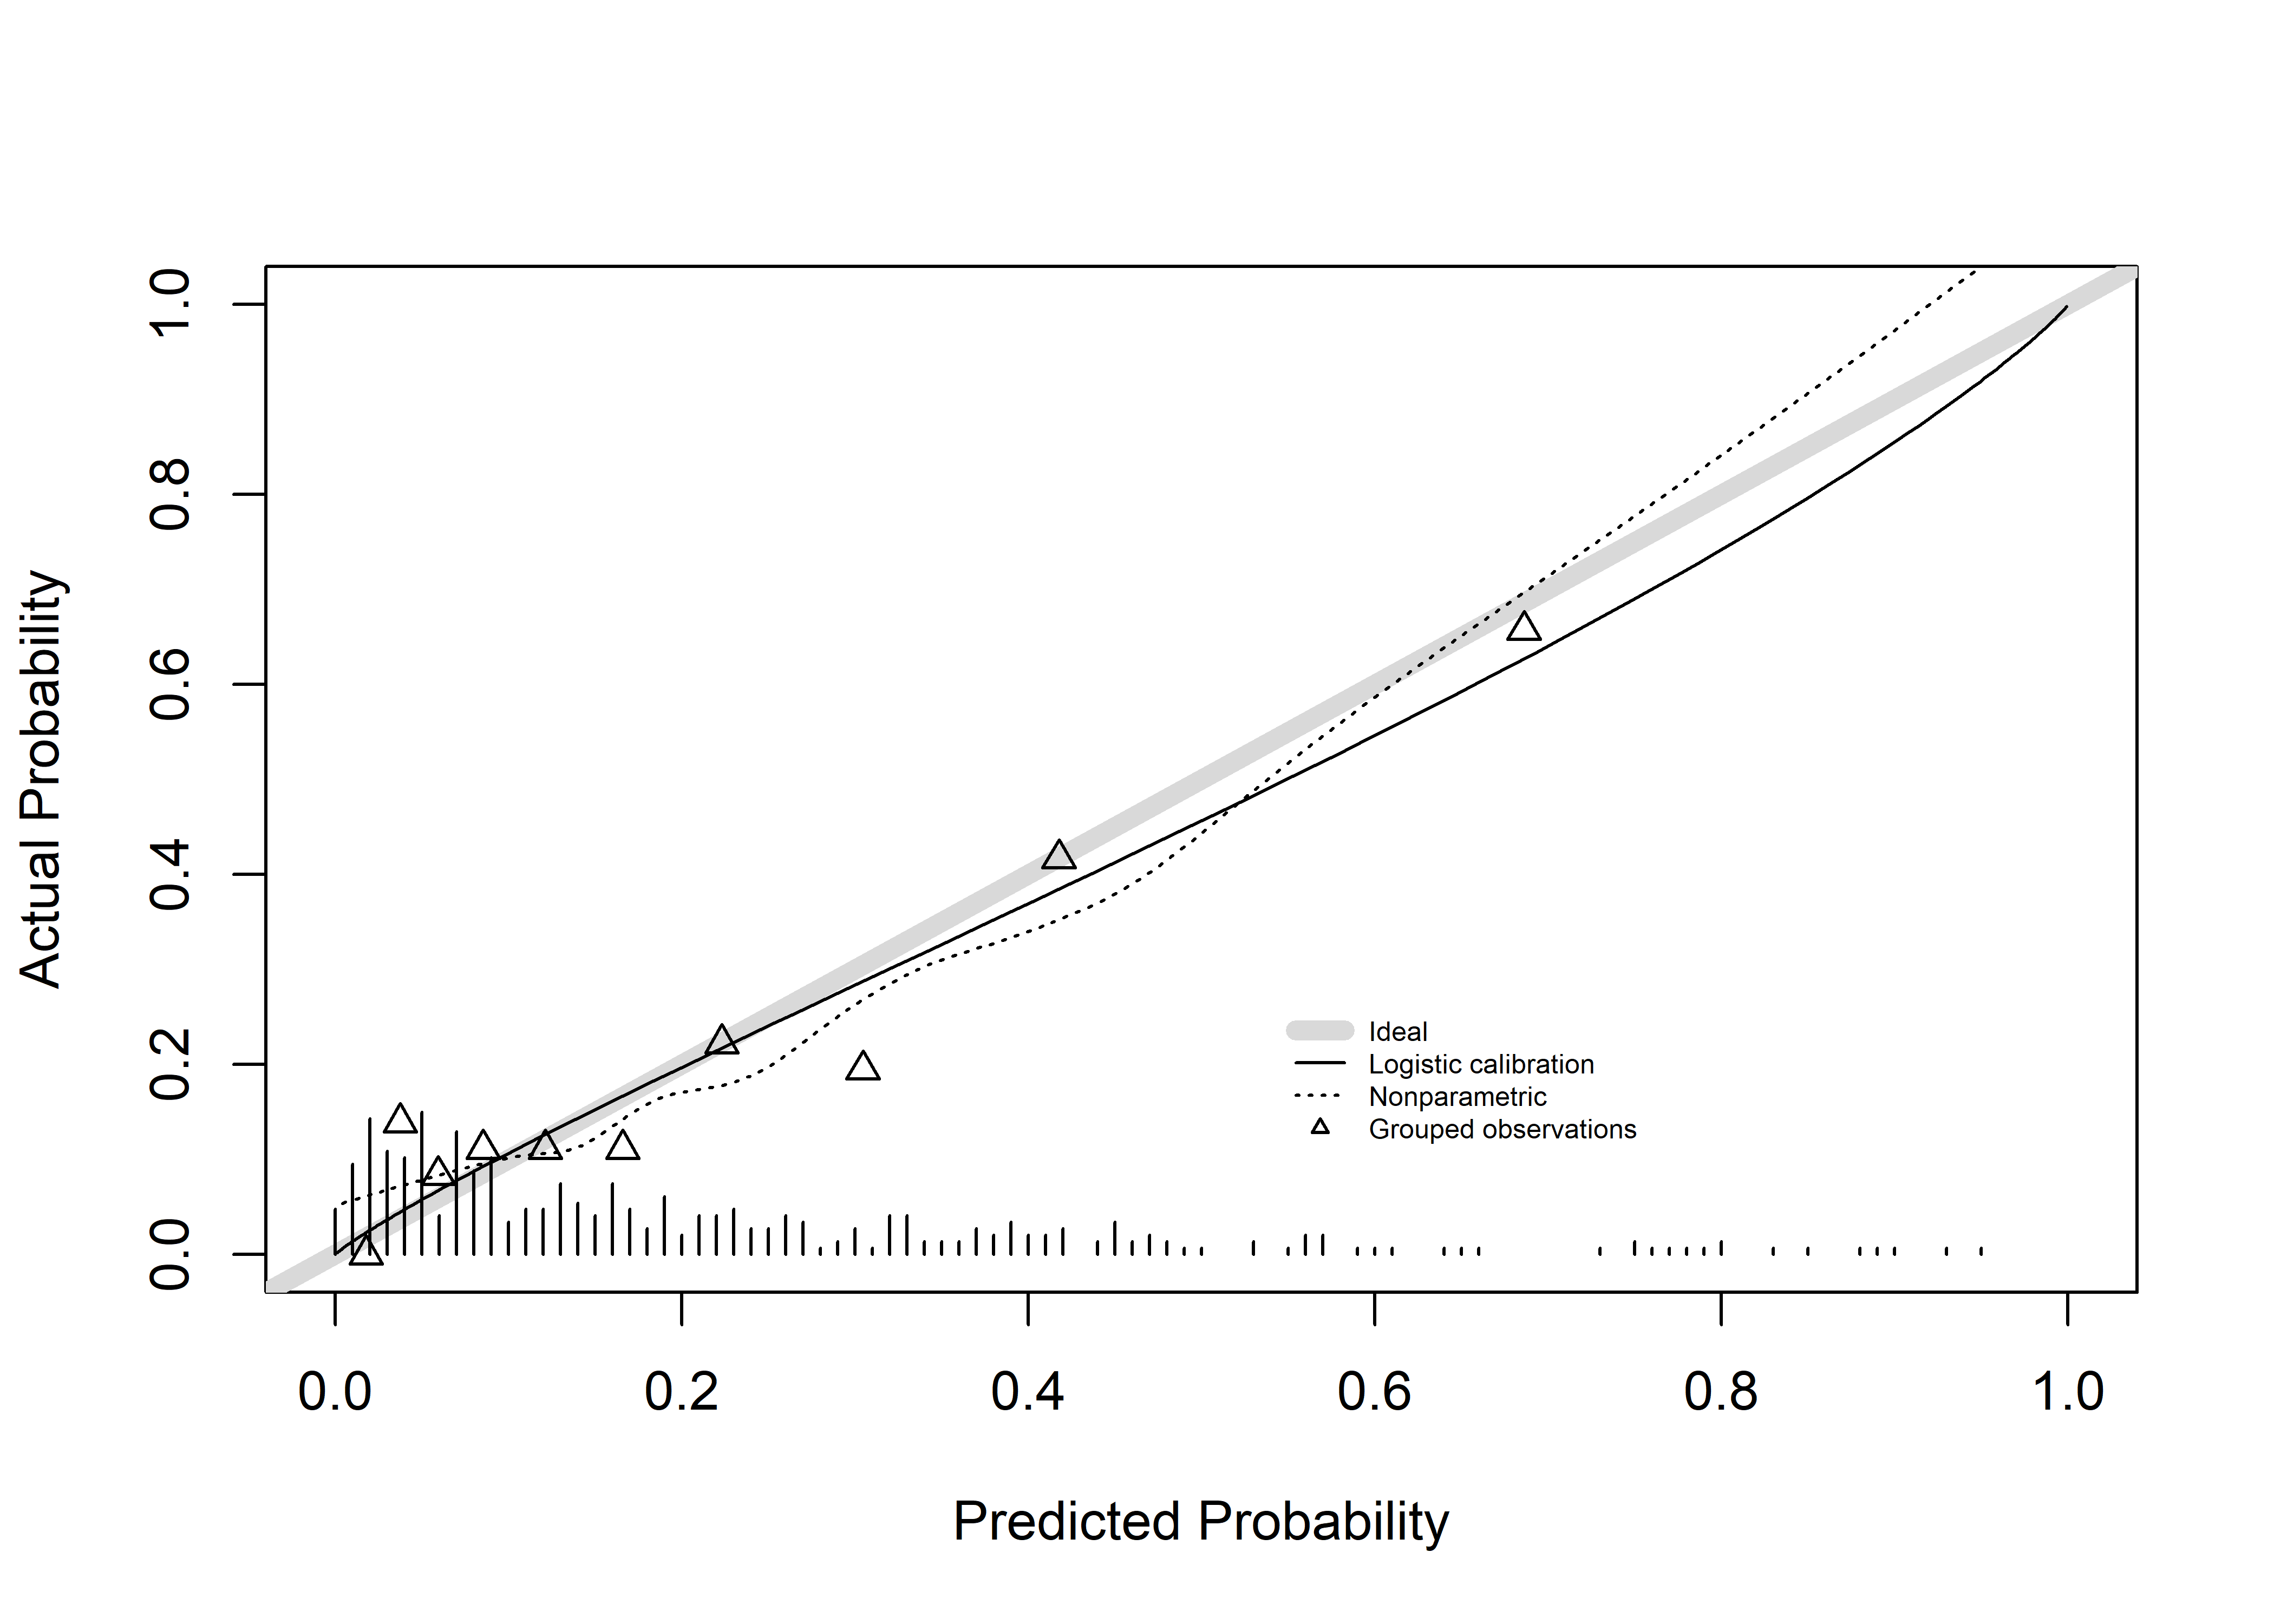 Actual Probability
1.0
0.8
0.6
0.4
0.2
0.0
Ideal
Logistic calibration
Nonparametric
Grouped observations
0.0 0.2 0.4 0.6 0.8 1.0
Predicted Probability